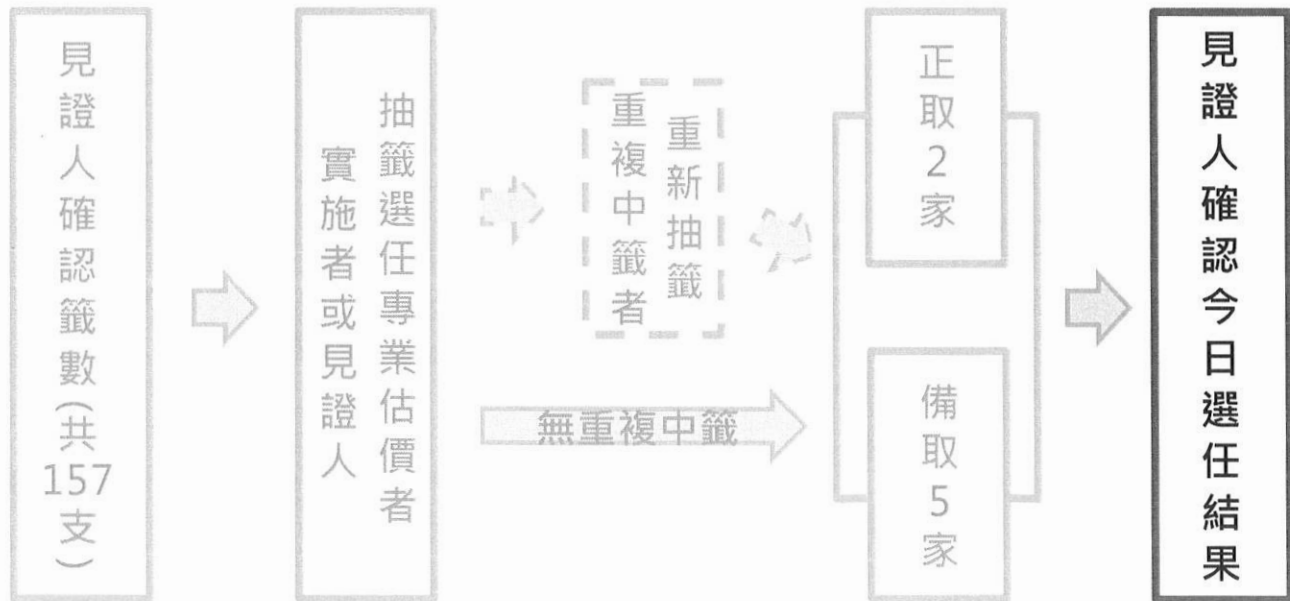 見證人確認籤數(共157支)
實施者或見證人
抽籤選任專業估價者
重複中籤者
重新抽籤
無重複中籤
正取2家
備取5家
見證人確認今日選任結果